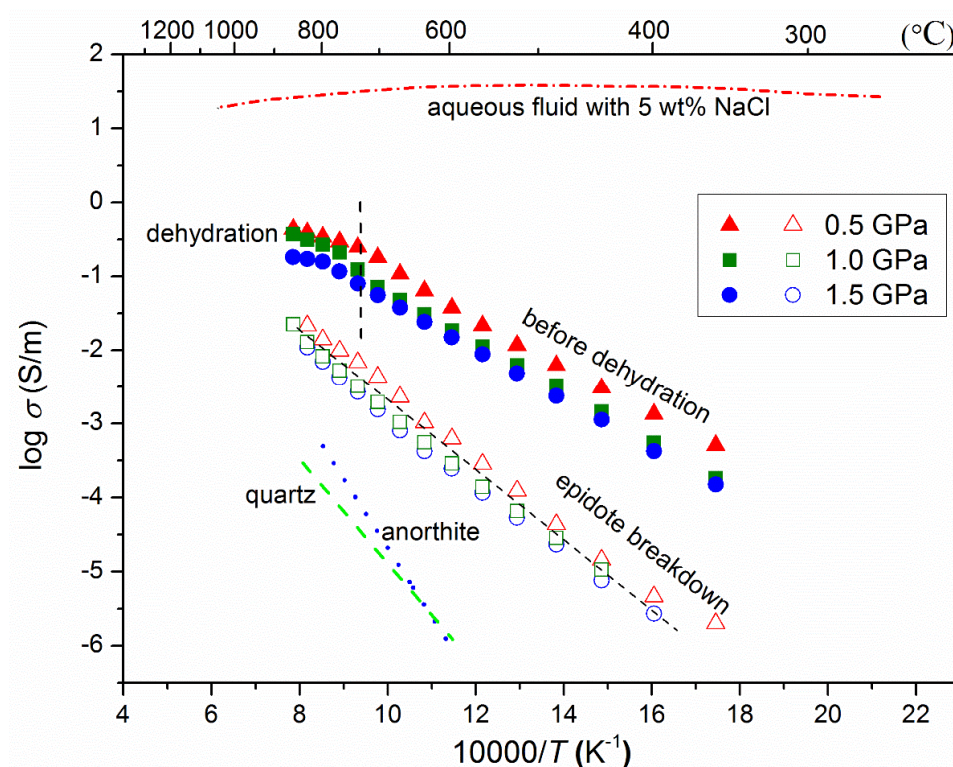 1200 1000 800 600 400 300 (°C)
2
1
0
-1
-2
-3
-4
-5
-6
log σ (S/m)
aqueous fluid with 5 wt% NaCl
dehydration
0.5 GPa
1.0 GPa
1.5 GPa
before dehydration
epidote breakdown
quartz
anorthite
4 6 8 10 12 14 16 18 20 22
10000/T (K⁻¹)